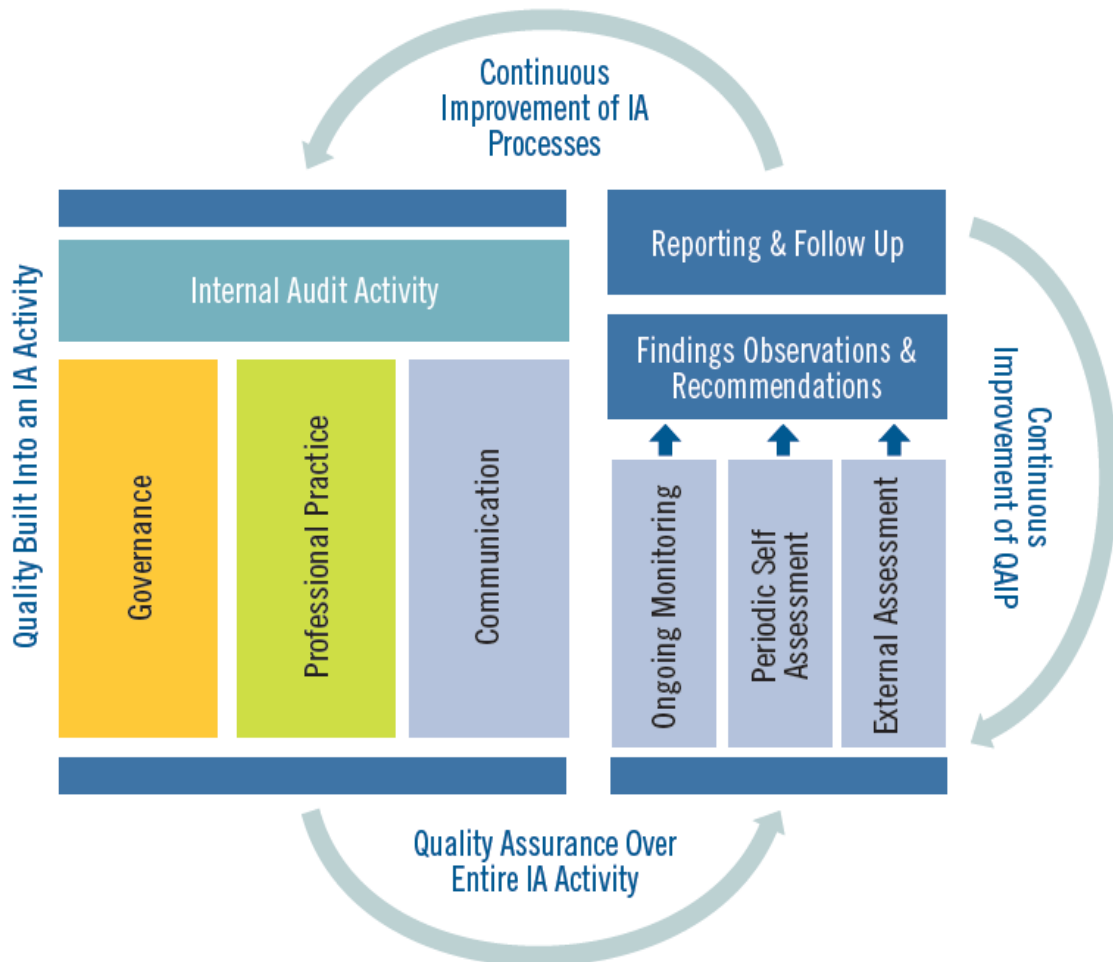 Continuous
Improvement of IA
Processes
Quality Built Into an IA Activity
Internal Audit Activity
Governance
Professional Practice
Communication
Reporting & Follow Up
Findings Observations &
Recommendations
Ongoing Monitoring
Periodic Self
Assessment
External Assessment
Continuous
Improvement of QAIP
Quality Assurance Over
Entire IA Activity